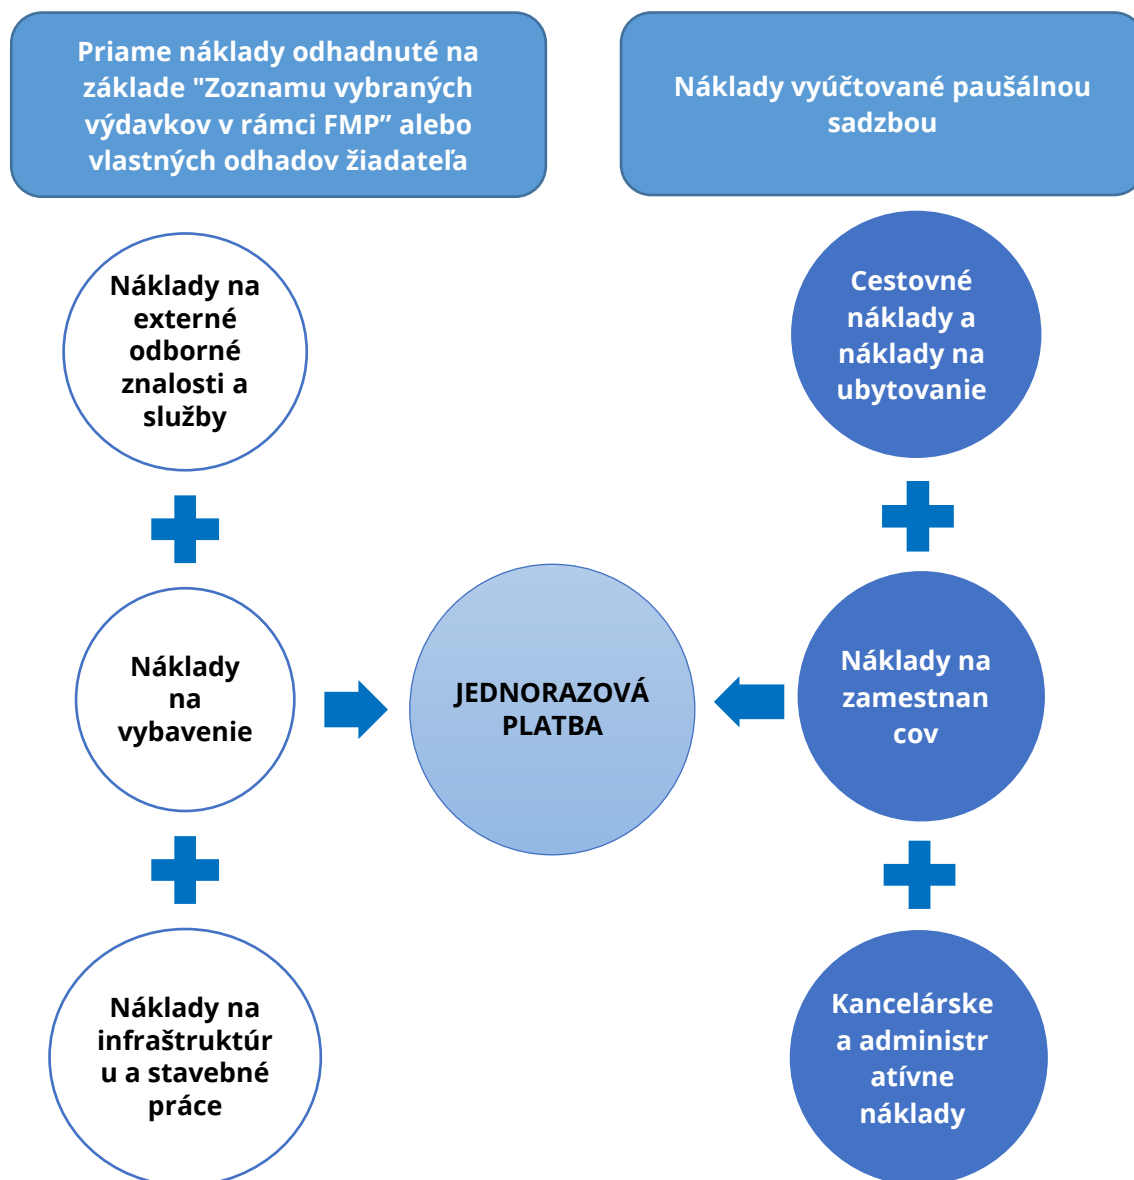 Priame náklady odhadnuté na
základe "Zoznamu vybraných
výdavkov v rámci FMP” alebo
vlastných odhadov žiadateľa
Náklady vyúčtované paušálnou
sadzbou
Náklady na
externé
odborné
znalosti a
služby
Cestovné
náklady a
náklady na
ubytovanie
Náklady
na
vybavenie
JEDNORAZOVÁ
PLATBA
Náklady na
zamestnan
cov
Náklady na
infraštruktúr
u a stavebné
práce
Kancelárske
a administr
atívne
náklady